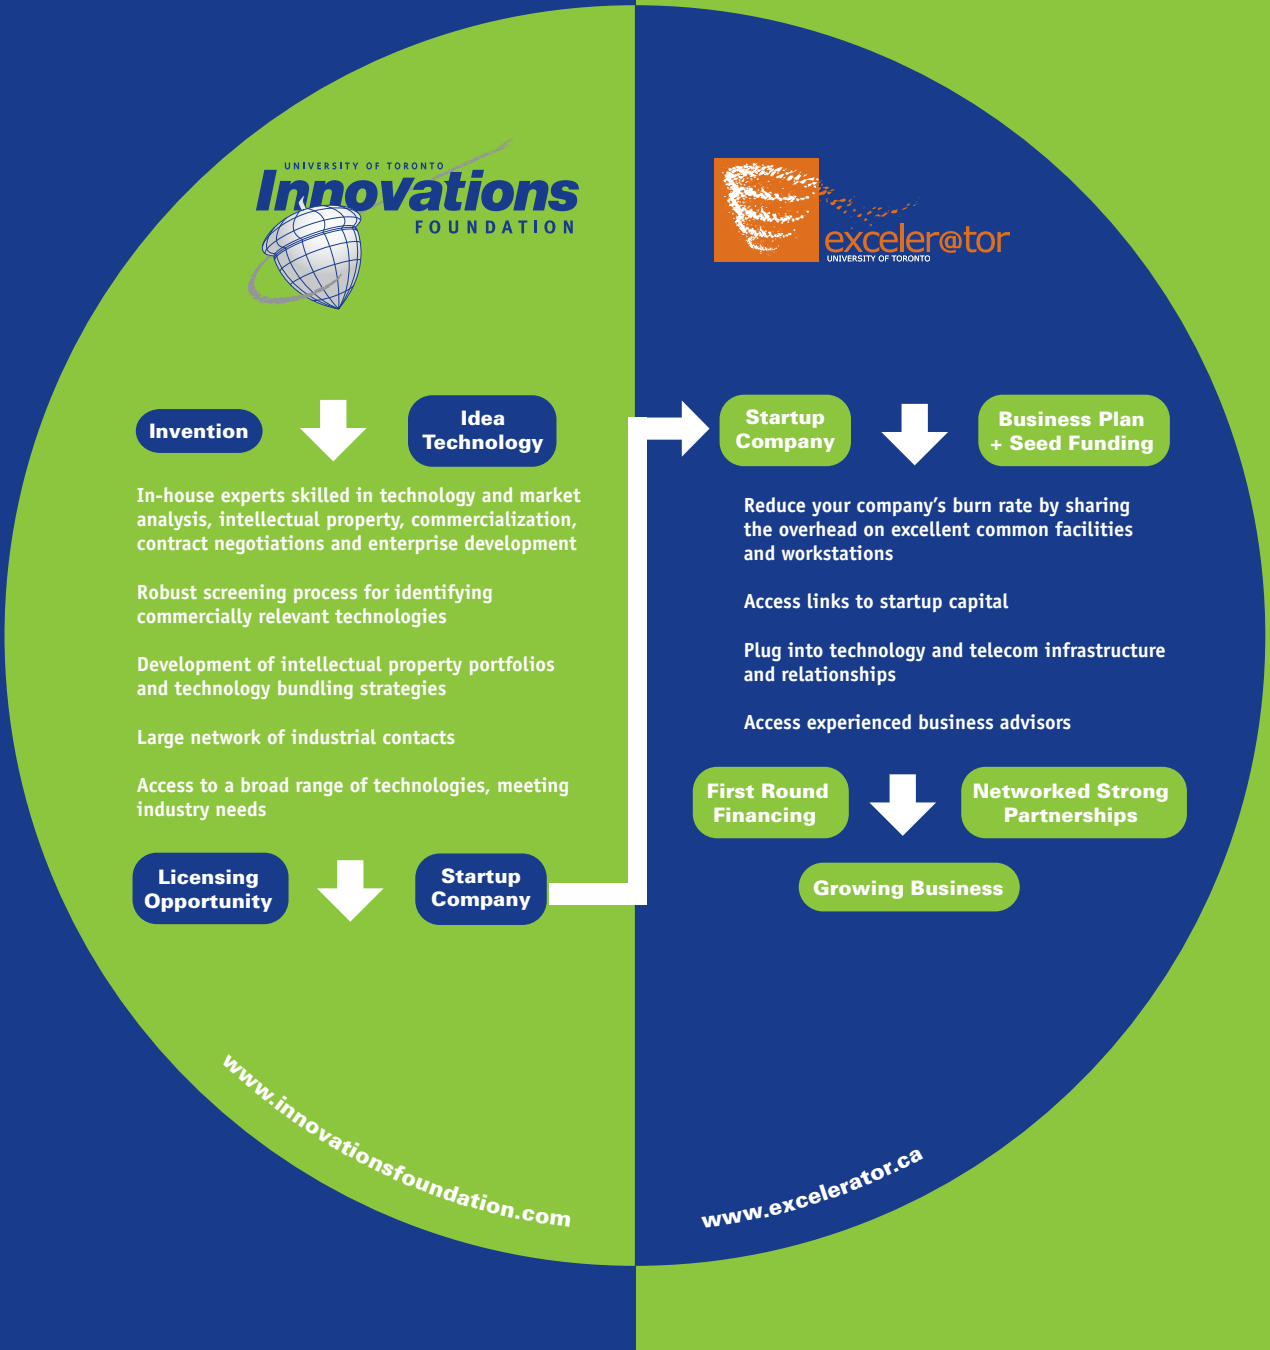 UNIVERSITY OF TORONTO
Innovations
FOUNDATION
Invention
Idea
Technology
In-house experts skilled in technology and market
analysis, intellectual property, commercialization,
contract negotiations and enterprise development
Robust screening process for identifying
commercially relevant technologies
Development of intellectual property portfolios
and technology bundling strategies
Large network of industrial contacts
Access to a broad range of technologies, meeting
industry needs
Licensing
Opportunity
Startup
Company
www.innovationsfoundation.com
exceler@tor
UNIVERSITY OF TORONTO
Startup
Company
Business Plan
+ Seed Funding
Reduce your company’s burn rate by sharing
the overhead on excellent common facilities
and workstations
Access links to startup capital
Plug into technology and telecom infrastructure
and relationships
Access experienced business advisors
First Round
Financing
Networked Strong
Partnerships
Growing Business
www.excelerator.ca